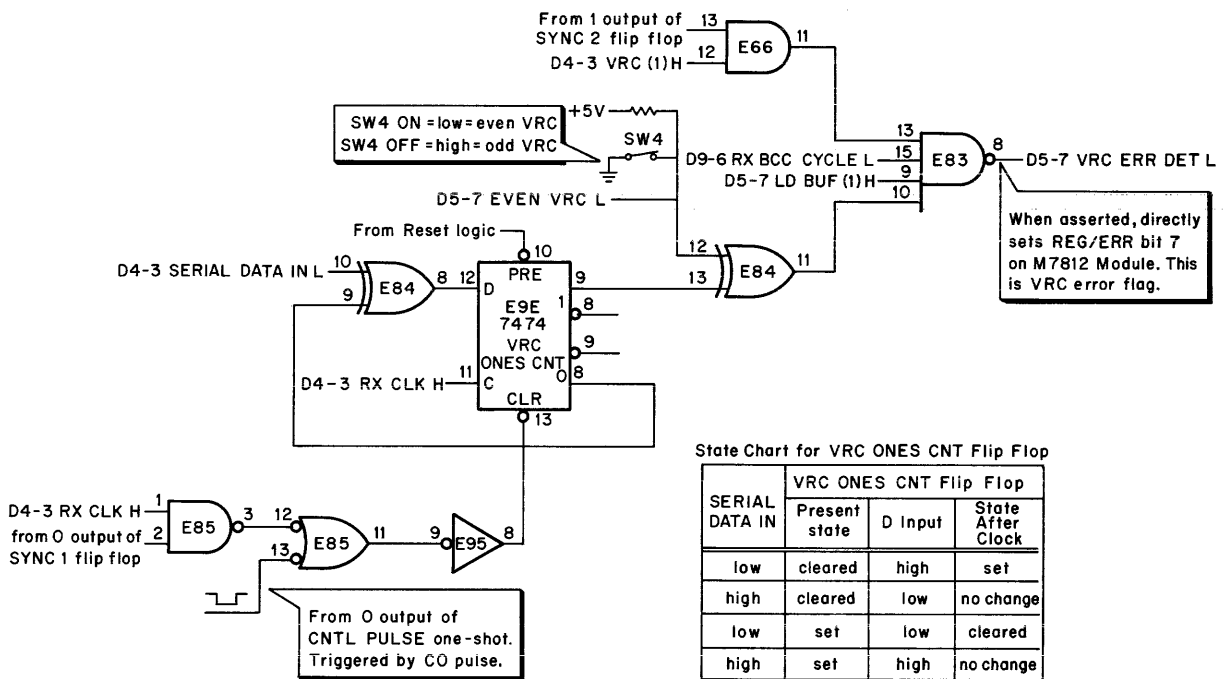 From 1 output of
SYNC 2 flip flop
13
D4-3 VRC (1) H
12
E66
11
+5V
SW4 ON = low = even VRC
SW4 OFF = high = odd VRC
SW4
D9-6 RX BCC CYCLE L
D5-7 LD BUF (1) H
13
15
9
10
E83
8
D5-7 VRC ERR DET L
D5-7 EVEN VRC L
When asserted, directly
sets REG/ERR bit 7
on M7812 Module. This
is VRC error flag.
From Reset logic
10
12
13
E84
11
D4-3 SERIAL DATA IN L
10
9
E84
8
12
D
PRE
E9E
7474
VRC
ONES CNT
9
1
8
9
0
8
D4-3 RX CLK H
11
C
CLR
13
D4-3 RX CLK H
1
from 0 output of
SYNC 1 flip flop
2
E85
3
12
13
E85
11
9
E95
8
From 0 output of
CNTL PULSE one-shot.
Triggered by CO pulse.
State Chart for VRC ONES CNT Flip Flop
SERIAL DATA IN
VRC ONES CNT Flip Flop
Present state
D Input
State After Clock
low cleared high set
high cleared low no change
low set low cleared
high set high no change